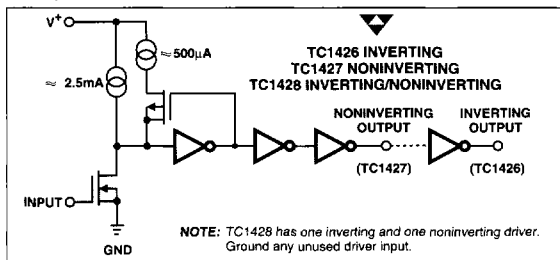 V+
≈ 500μA
≈ 2.5mA
TC1426 INVERTING
TC1427 NONINVERTING
TC1428 INVERTING/NONINVERTING
NONINVERTING
OUTPUT
INVERTING
OUTPUT
(TC1427)
(TC1426)
INPUT
GND
NOTE: TC1428 has one inverting and one noninverting driver.
Ground any unused driver input.